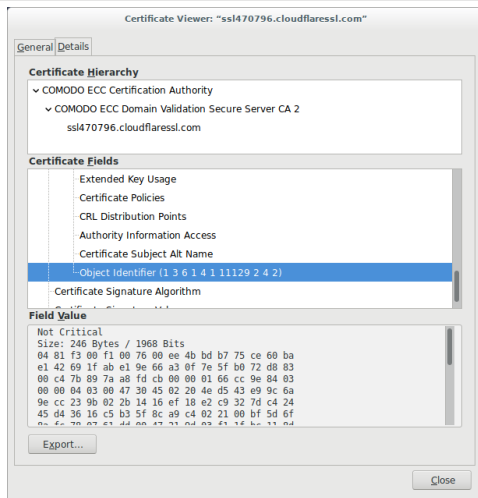 Certificate Viewer: “ssl470796.cloudflaressl.com”
General Details
Certificate Hierarchy
COMODO ECC Certification Authority
COMODO ECC Domain Validation Secure Server CA 2
ssl470796.cloudflaressl.com
Certificate Fields
Extended Key Usage
Certificate Policies
CRL Distribution Points
Authority Information Access
Certificate Subject Alt Name
Object Identifier (1 3 6 1 4 1 11129 2 4 2)
Certificate Signature Algorithm
Field Value
Not Critical
Size: 246 Bytes / 1968 Bits
04 81 f3 00 f1 00 76 00 ee 4b bd b7 75 ce 60 ba
e1 42 69 1f ab e1 9e 66 a3 0f 7e 5f b0 72 d8 83
00 c4 7b 89 7a a8 fd cb 00 00 01 66 cc 9e 84 03
00 00 04 03 00 47 30 45 02 20 4e d5 43 e9 9c 6a
9e cc 23 9b 02 2b 14 16 ef 18 e2 c9 32 7d c4 24
45 d4 36 16 c5 b3 5f 8c a9 c4 02 21 00 bf 5d 6f
Export...
Close